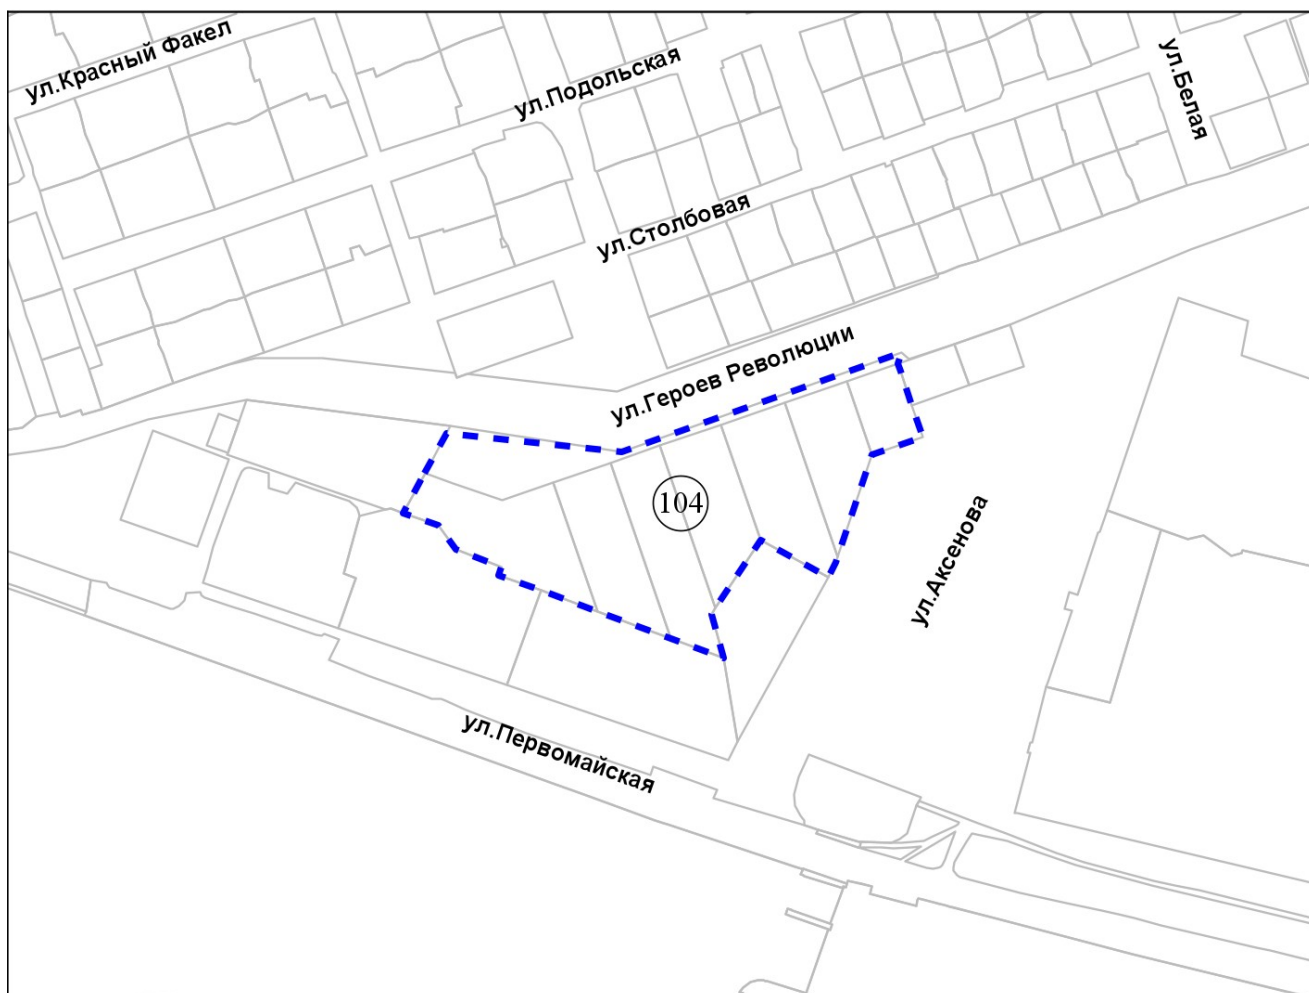 ул.Красный Факел
ул.Подольская
ул.Белая
ул.Столбовая
ул.Героев Революции
104
ул.Аксенова
ул.Первомайская